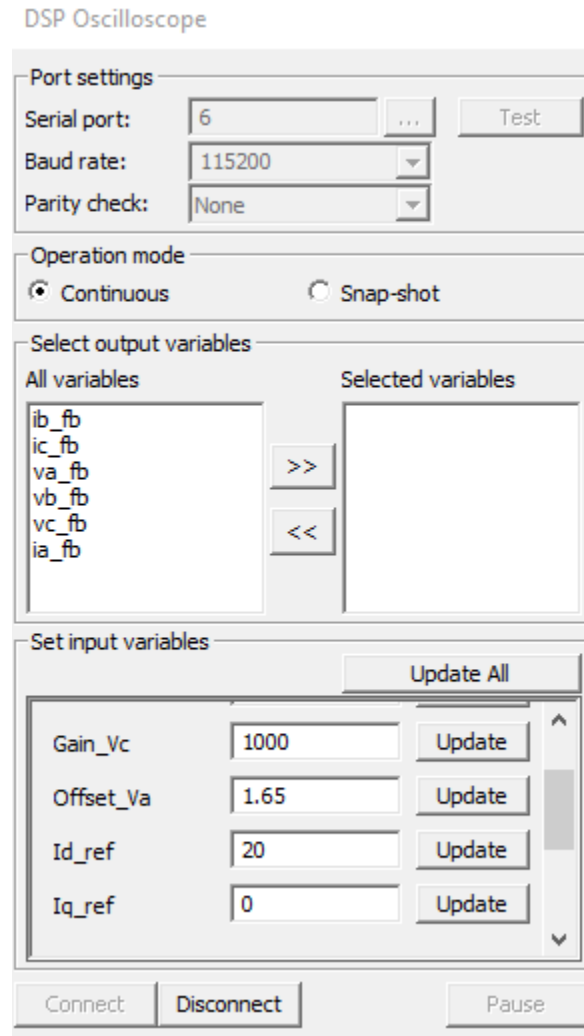 DSP Oscilloscope
Port settings
Serial port: 6 ... Test
Baud rate: 115200
Parity check: None
Operation mode
Continuous Snap-shot
Select output variables
All variables Selected variables
ib_fb
ic_fb
va_fb
vb_fb
vc_fb
ia_fb
>>
<<
Set input variables
Update All
Gain_Vc 1000 Update
Offset_Va 1.65 Update
Id_ref 20 Update
Iq_ref 0 Update
Connect Disconnect Pause